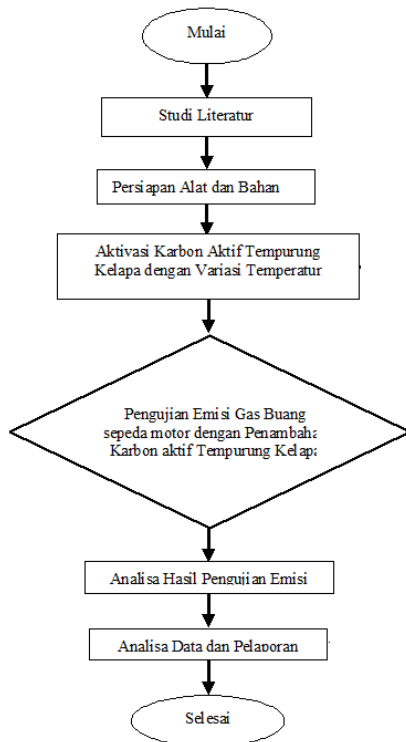 Mulai
Studi Literatur
Persiapan Alat dan Bahan
Aktivasi Karbon Aktif Tempurung
Kelapa dengan Variasi Temperatur
Pengujian Emisi Gas Buang
sepeda motor dengan Penambaha
Karbon aktif Tempurung Kelapa
Analisa Hasil Pengujian Emisi
Analisa Data dan Pelaporan
Selesai